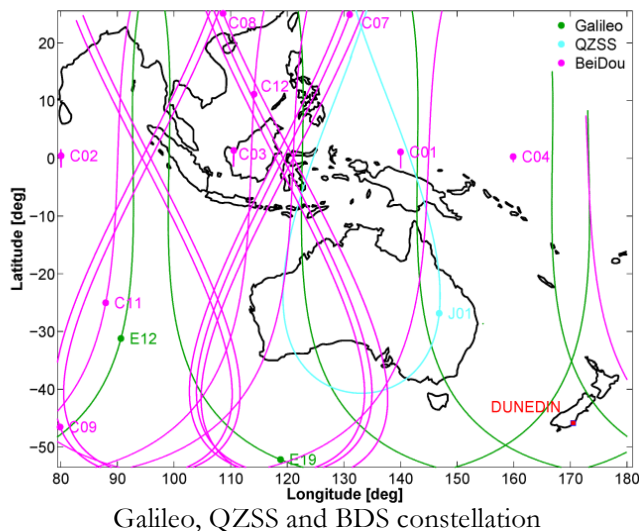 C08
C07
Galileo
QZSS
BeiDou
C12
C02
C03
C01
C04
C11
E12
J01
C09
DUNEDIN
E19
20
10
0
−10
−20
−30
−40
−50
Latitude [deg]
80 90 100 110 120 130 140 150 160 170 180
Longitude [deg]
Galileo, QZSS and BDS constellation